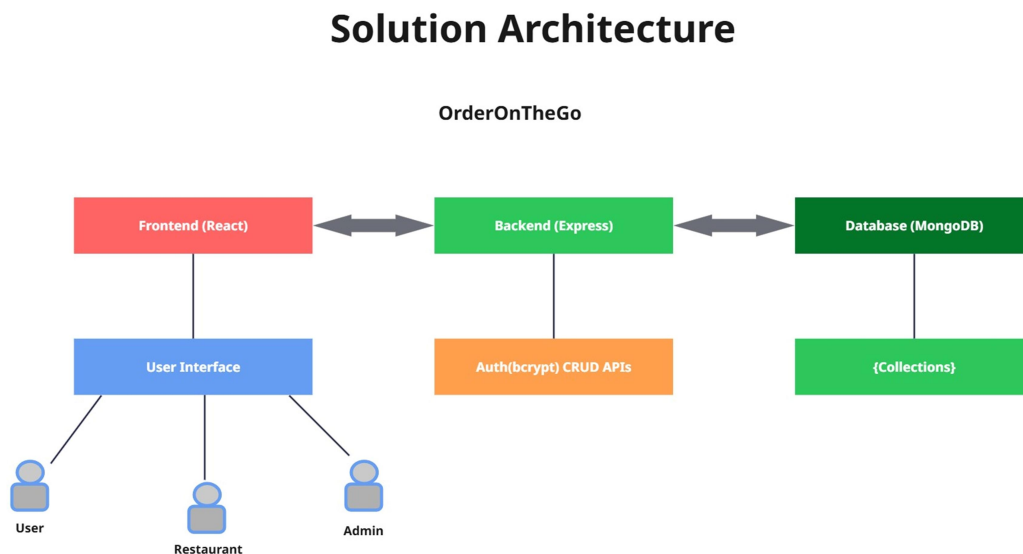 Solution Architecture
OrderOnTheGo
Frontend (React)
Backend (Express)
Database (MongoDB)
User Interface
Auth(bcrypt) CRUD APIs
{Collections}
User
Restaurant
Admin